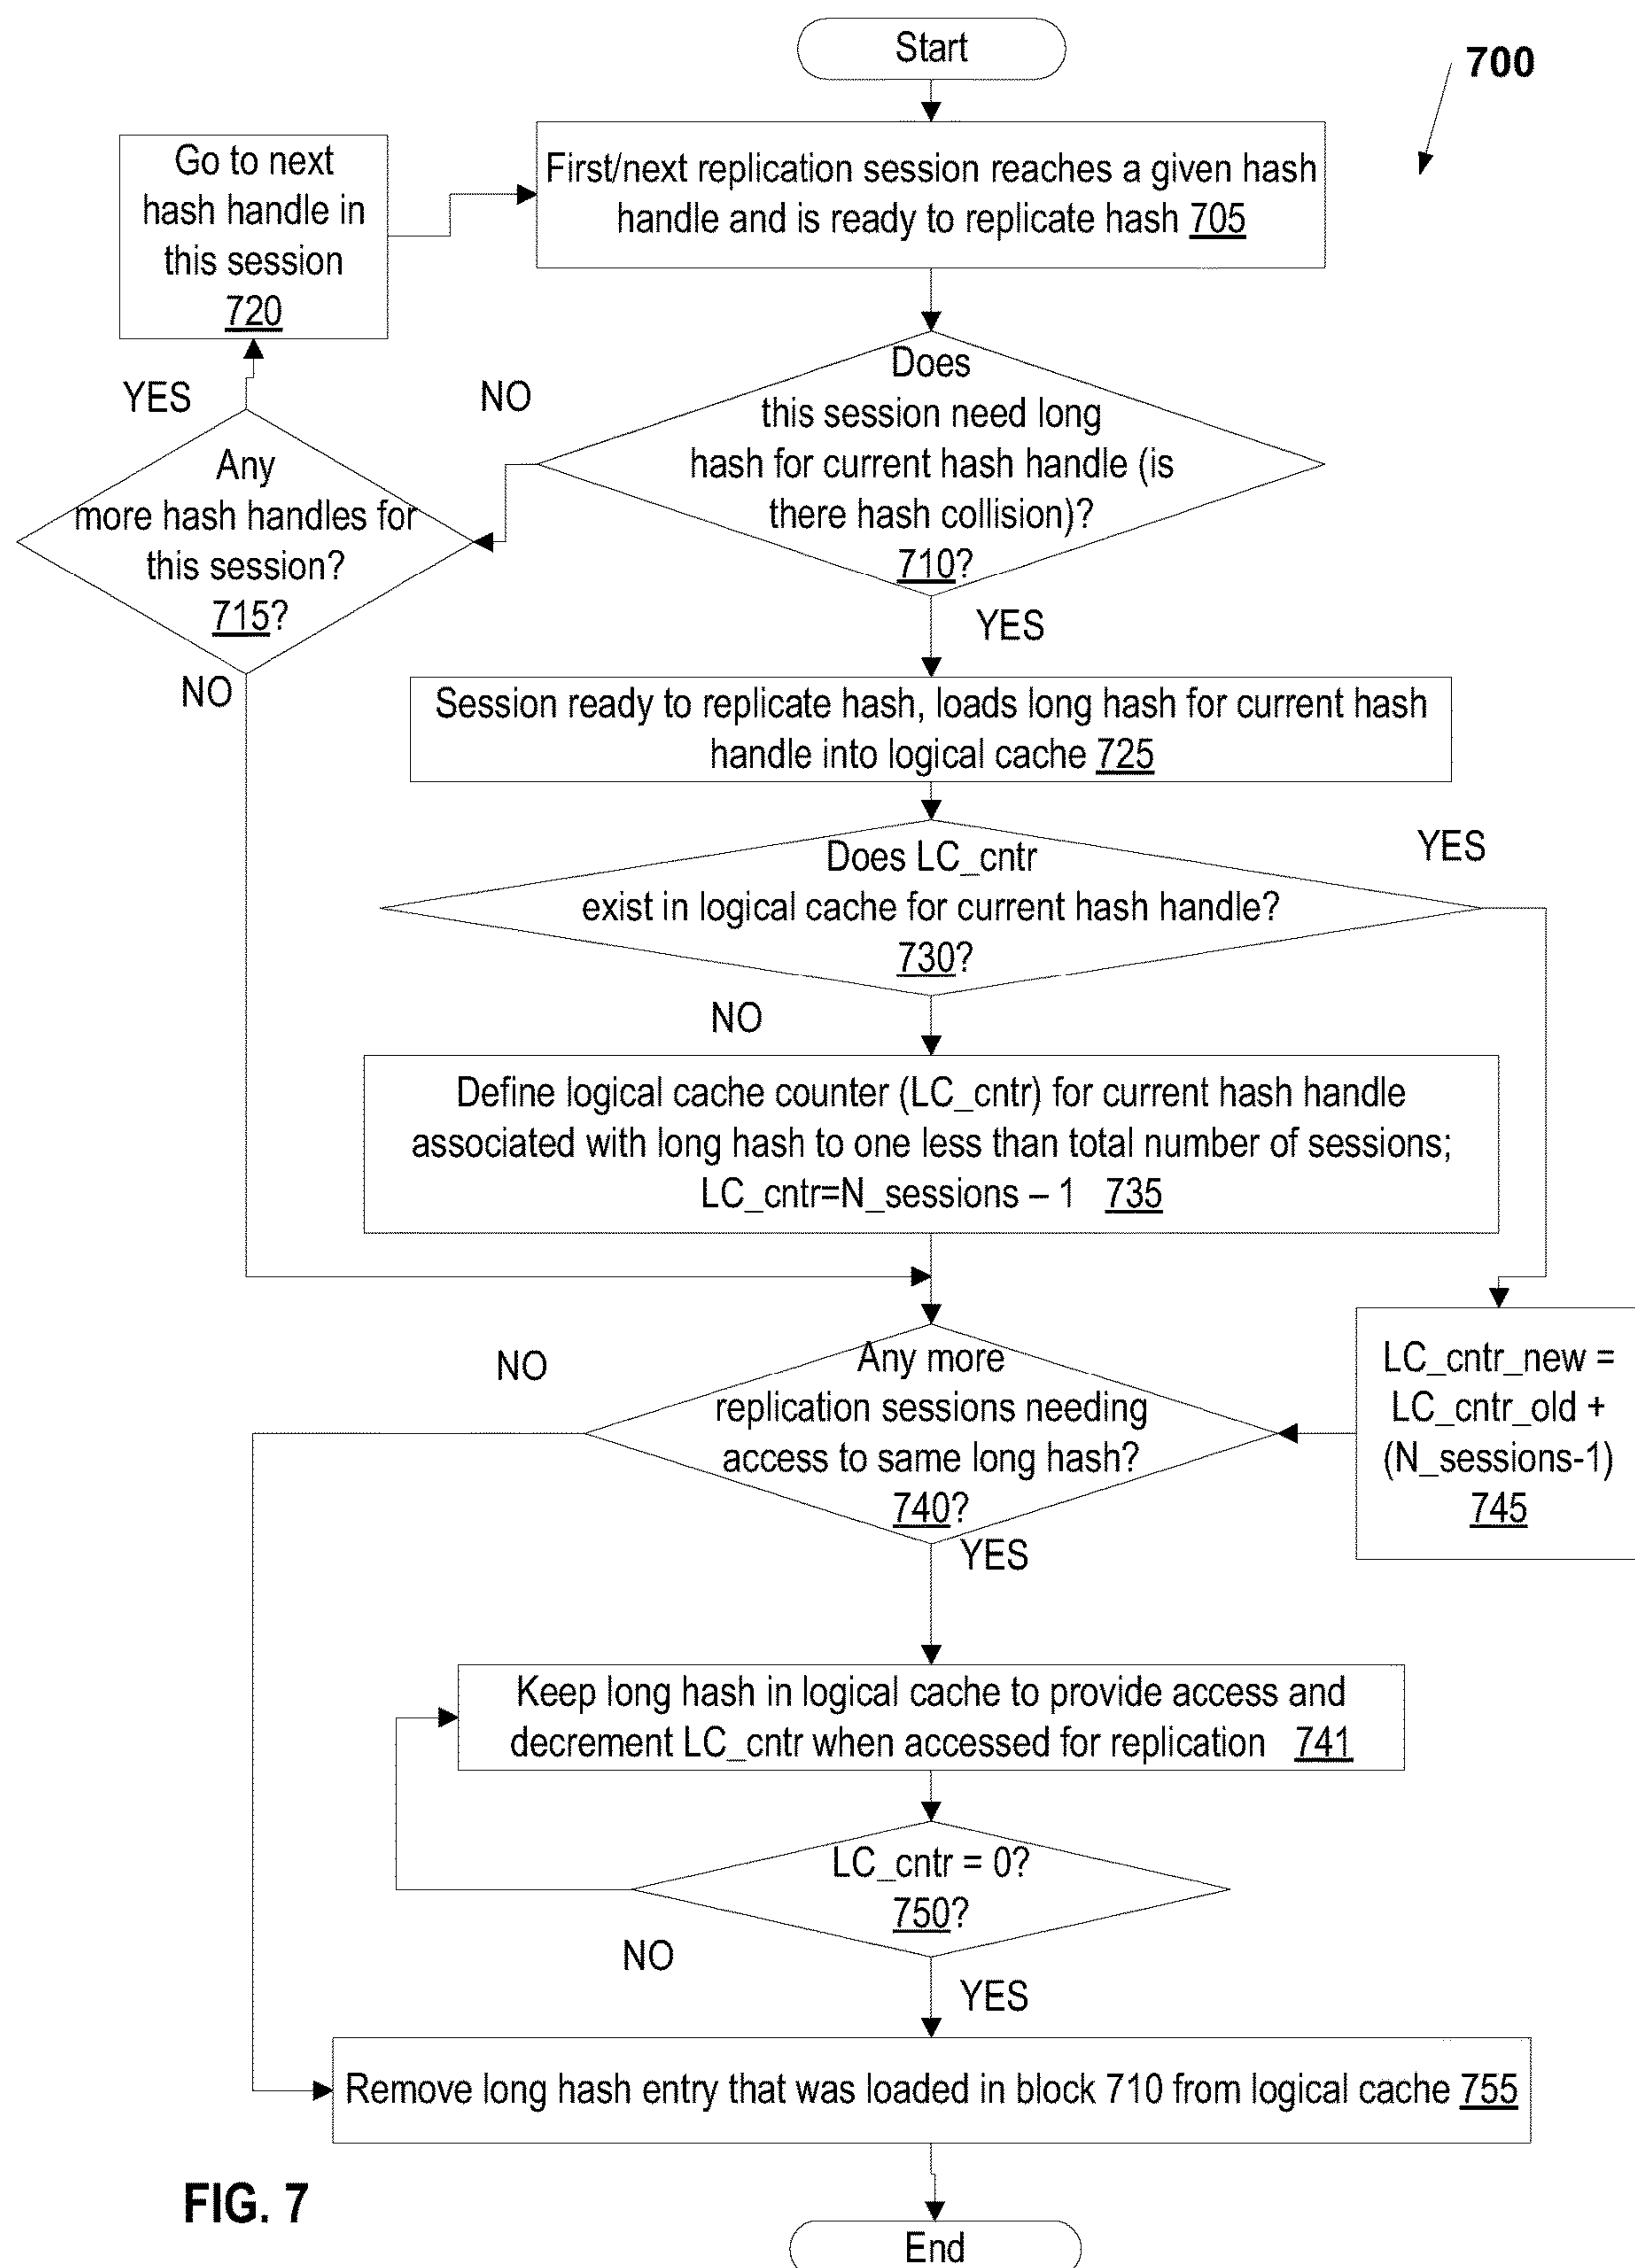 Start
700
Go to next
hash handle in
this session
720
First/next replication session reaches a given hash
handle and is ready to replicate hash 705
YES
NO
Does
this session need long
hash for current hash handle (is
there hash collision)?
710?
Any
more hash handles for
this session?
715?
YES
NO
Session ready to replicate hash, loads long hash for current hash
handle into logical cache 725
YES
Does LC_cntr
exist in logical cache for current hash handle?
730?
NO
Define logical cache counter (LC_cntr) for current hash handle
associated with long hash to one less than total number of sessions;
LC_cntr=N_sessions – 1 735
NO
Any more
replication sessions needing
access to same long hash?
740?
YES
LC_cntr_new =
LC_cntr_old +
(N_sessions-1)
745
Keep long hash in logical cache to provide access and
decrement LC_cntr when accessed for replication 741
LC_cntr = 0?
750?
NO
YES
Remove long hash entry that was loaded in block 710 from logical cache 755
FIG. 7
End